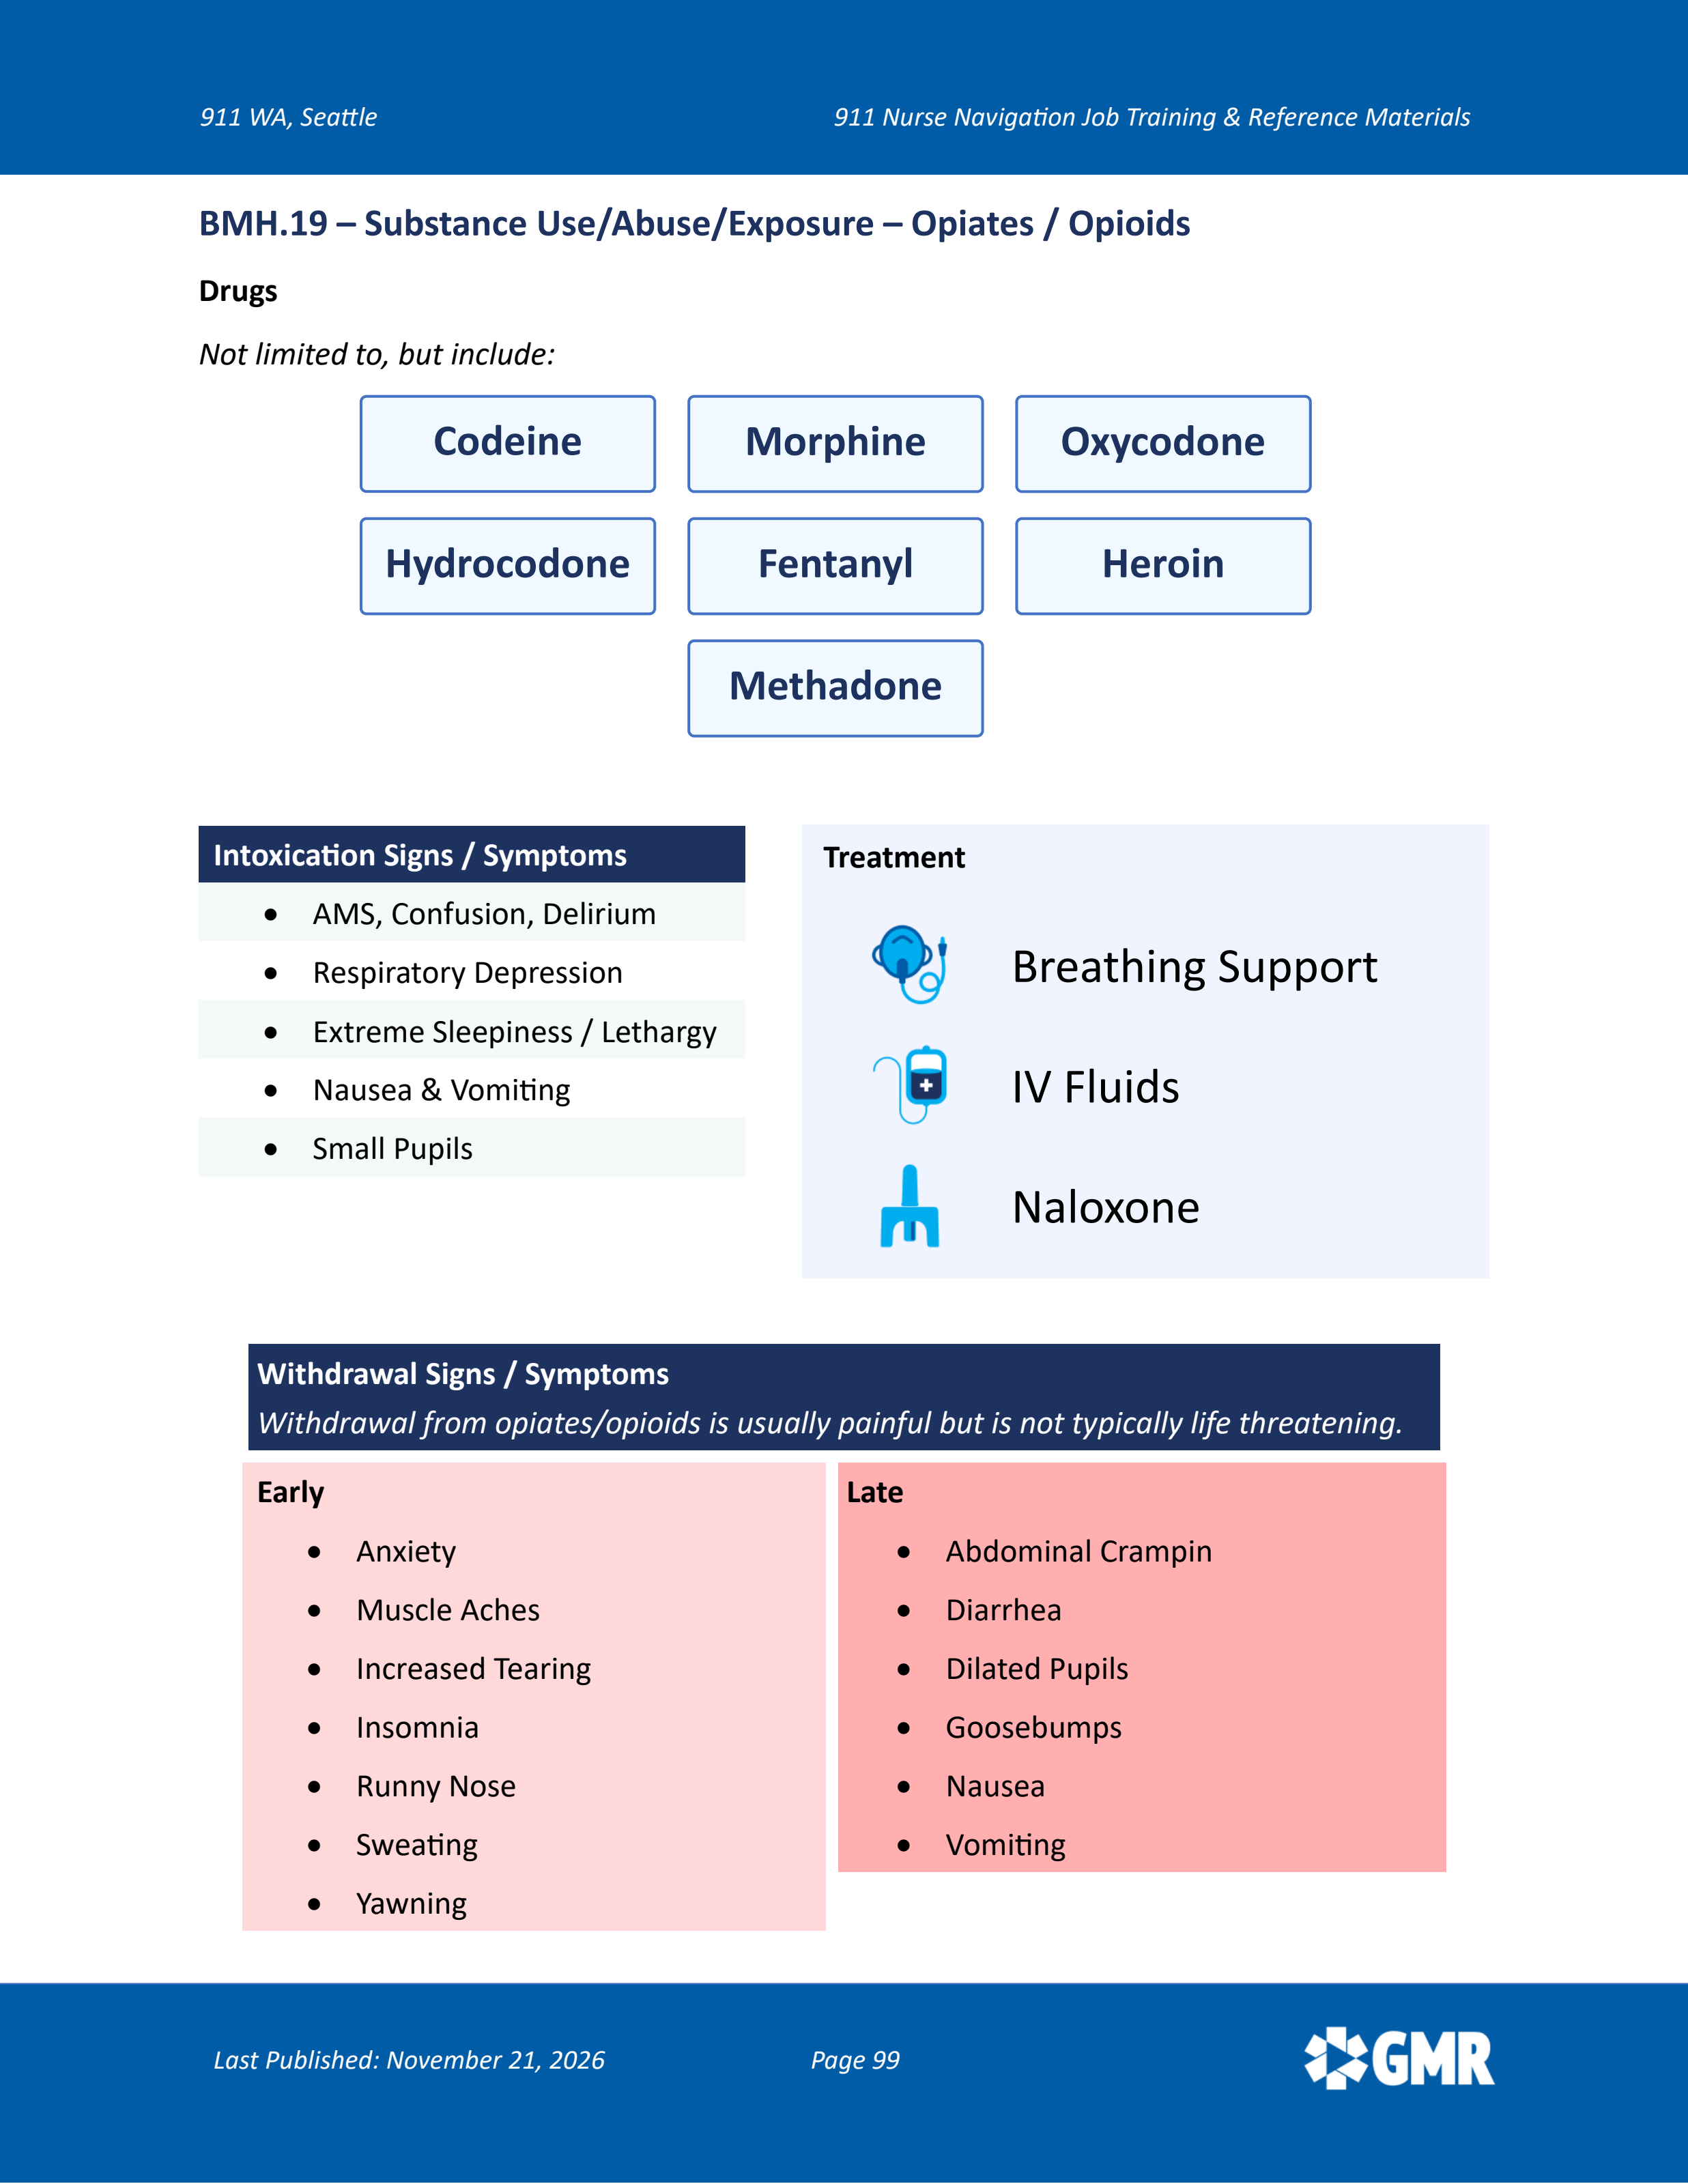 911 WA, Seattle
911 Nurse Navigation Job Training & Reference Materials
BMH.19 – Substance Use/Abuse/Exposure – Opiates / Opioids
Drugs
Not limited to, but include:
Codeine
Morphine
Oxycodone
Hydrocodone
Fentanyl
Heroin
Methadone
Intoxication Signs / Symptoms
• AMS, Confusion, Delirium
• Respiratory Depression
• Extreme Sleepiness / Lethargy
• Nausea & Vomiting
• Small Pupils
Treatment
Breathing Support
IV Fluids
Naloxone
Withdrawal Signs / Symptoms
Withdrawal from opiates/opioids is usually painful but is not typically life threatening.
Early
• Anxiety
• Muscle Aches
• Increased Tearing
• Insomnia
• Runny Nose
• Sweating
• Yawning
Late
• Abdominal Crampin
• Diarrhea
• Dilated Pupils
• Goosebumps
• Nausea
• Vomiting
Last Published: November 21, 2026
Page 99
GMR